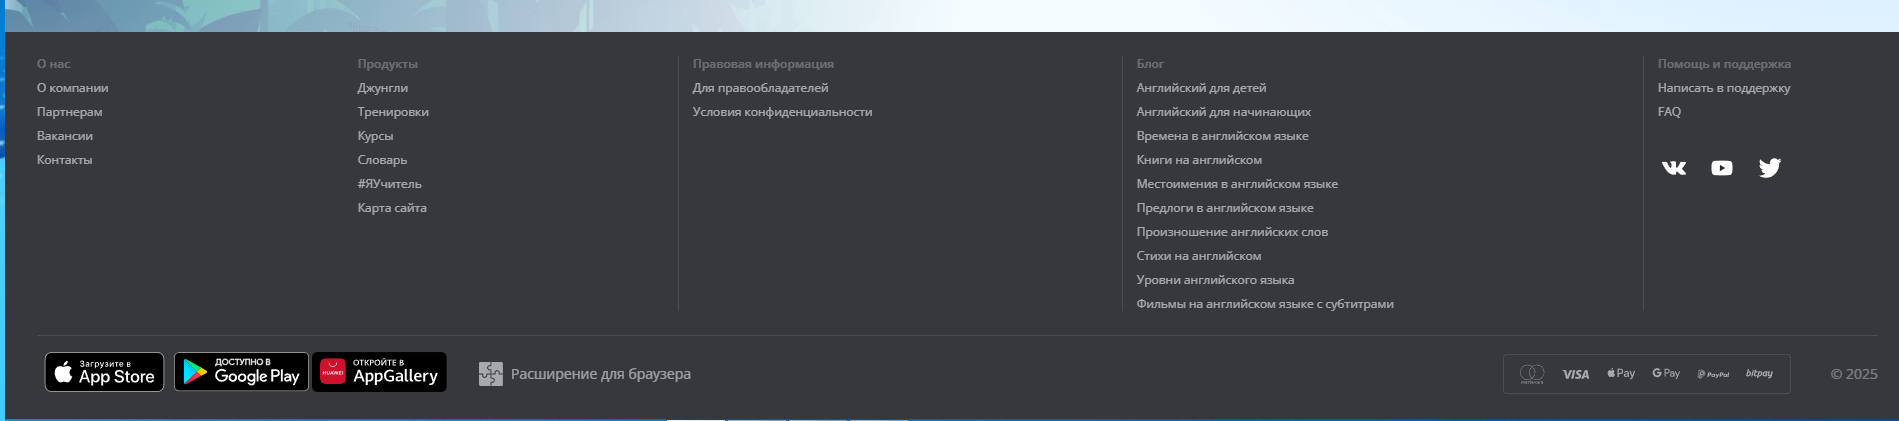 О нас
О компании
Партнерам
Вакансии
Контакты
Продукты
Джунгли
Тренировки
Курсы
Словарь
#ЯУчитель
Карта сайта
Правовая информация
Для правообладателей
Условия конфиденциальности
Блог
Английский для детей
Английский для начинающих
Времена в английском языке
Книги на английском
Местоимения в английском языке
Предлоги в английском языке
Произношение английских слов
Стихи на английском
Уровни английского языка
Фильмы на английском языке с субтитрами
Помощь и поддержка
Написать в поддержку
FAQ
Загрузите в
App Store
ДОСТУПНО В
Google Play
HUAWEI
ОТКРОЙТЕ В
AppGallery
Расширение для браузера
VISA
Pay
G Pay
PayPal
bitpay
© 2025